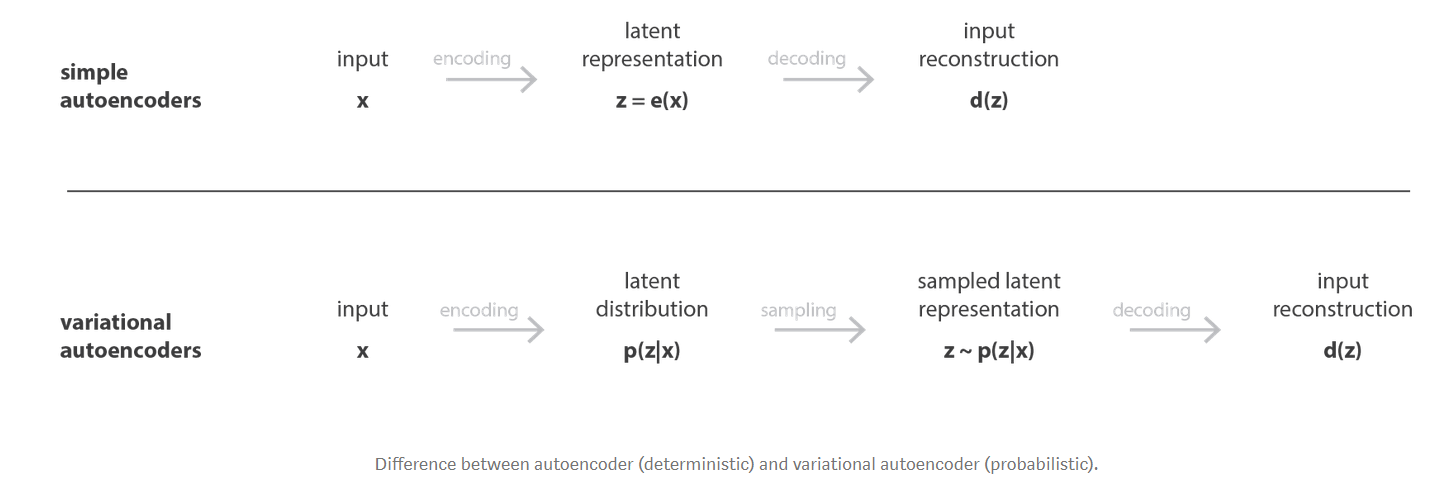 simple
autoencoders
input
x
encoding
latent
representation
z = e(x)
decoding
input
reconstruction
d(z)
variational
autoencoders
input
x
encoding
latent
distribution
p(z|x)
sampling
sampled latent
representation
z ~ p(z|x)
decoding
input
reconstruction
d(z)
Difference between autoencoder (deterministic) and variational autoencoder (probabilistic).